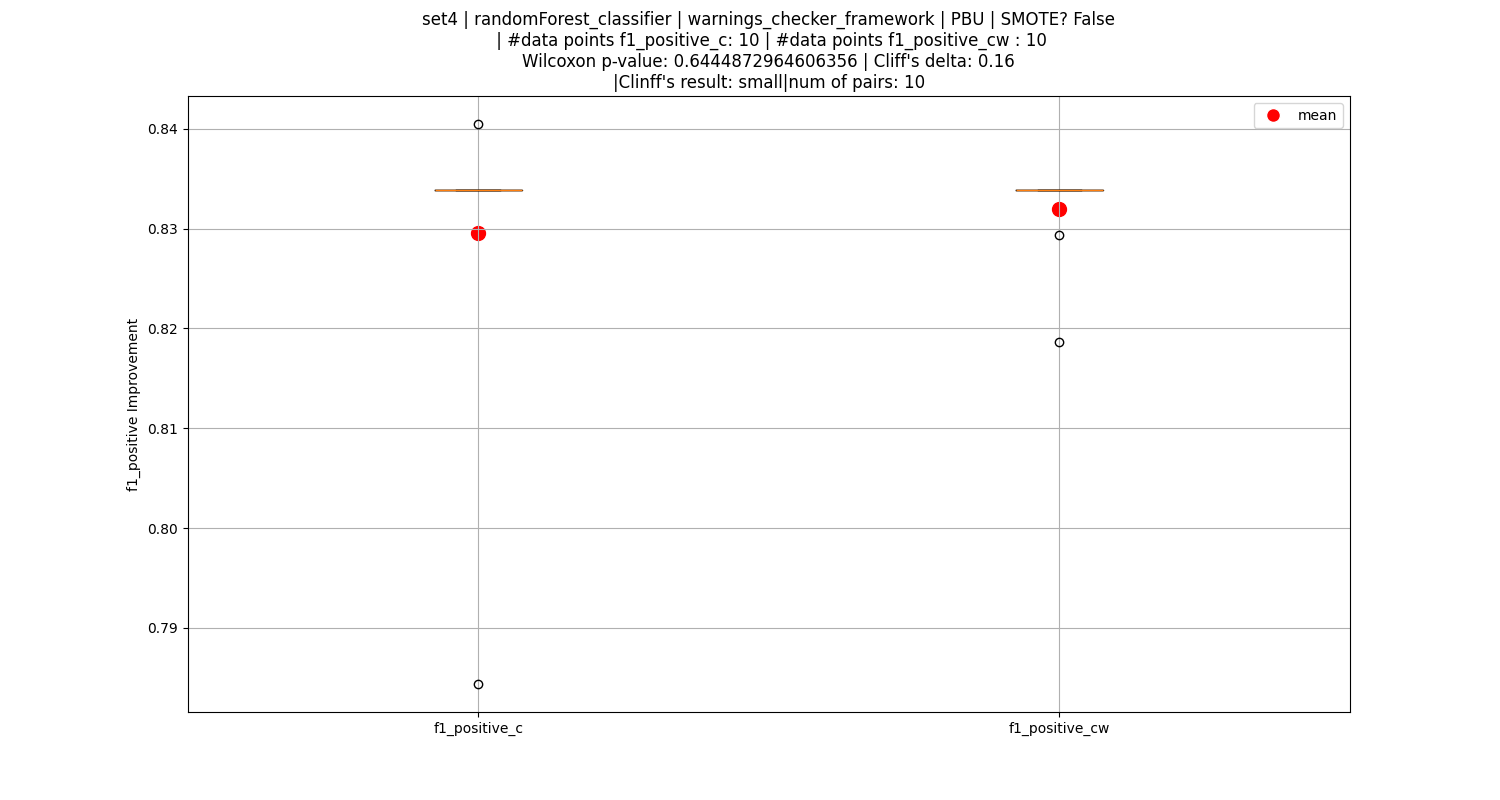 set4 | randomForest_classifier | warnings_checker_framework | PBU | SMOTE? False
| #data points f1_positive_c: 10 | #data points f1_positive_cw : 10
Wilcoxon p-value: 0.6444872964606356 | Cliff's delta: 0.16
|Clinff's result: small|num of pairs: 10
mean
0.84
0.83
0.82
0.81
0.80
0.79
f1_positive Improvement
f1_positive_c
f1_positive_cw